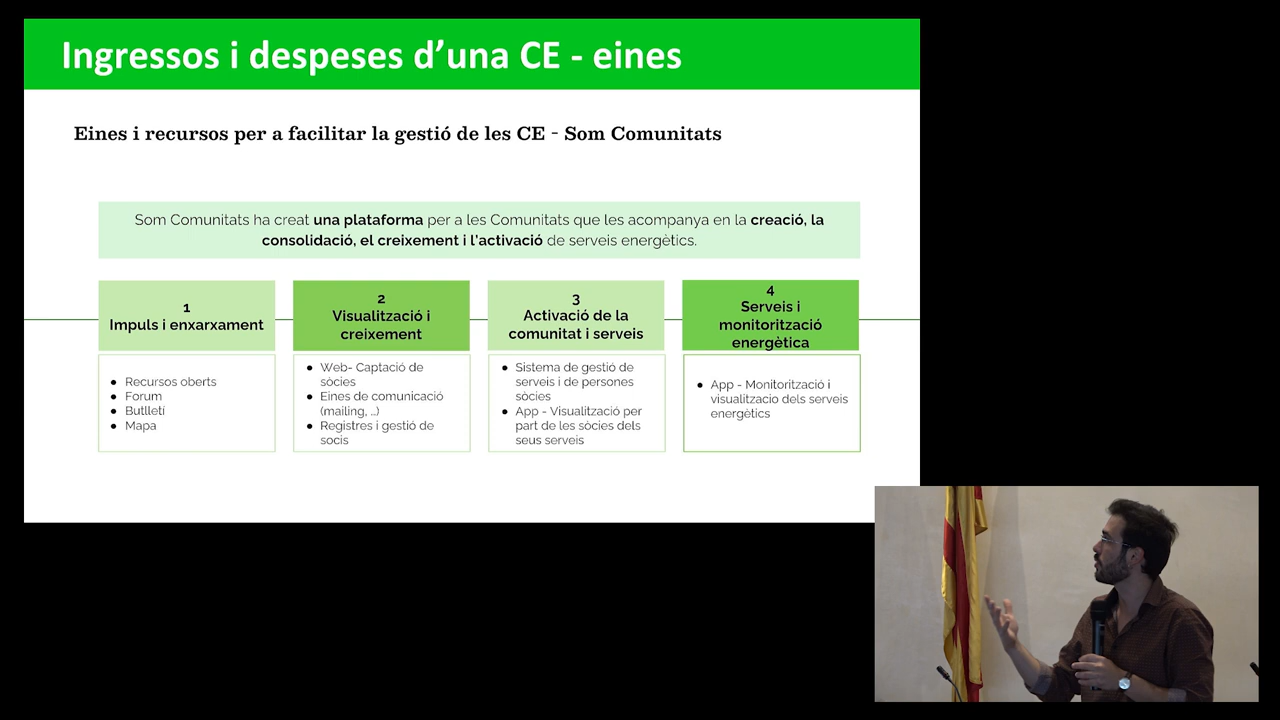 Ingressos i despeses d’una CE - eines
Eines i recursos per a facilitar la gestió de les CE - Som Comunitats
Som Comunitats ha creat una plataforma per a les Comunitats que les acompanya en la creació, la
consolidació, el creixement i l'activació de serveis energètics.
1
Impuls i enxarxament
● Recursos oberts
● Forum
● Butlletí
● Mapa
2
Visualització i
creixement
● Web- Captació de
sòcies
● Eines de comunicació
(mailing, ..)
● Registres i gestió de
socis
3
Activació de la
comunitat i serveis
● Sistema de gestió de
serveis i de persones
sòcies
● App - Visualització per
part de les sòcies dels
seus serveis
4
Serveis i
monitorització
energètica
● App - Monitorització i
visualitzacio dels serveis
energètics